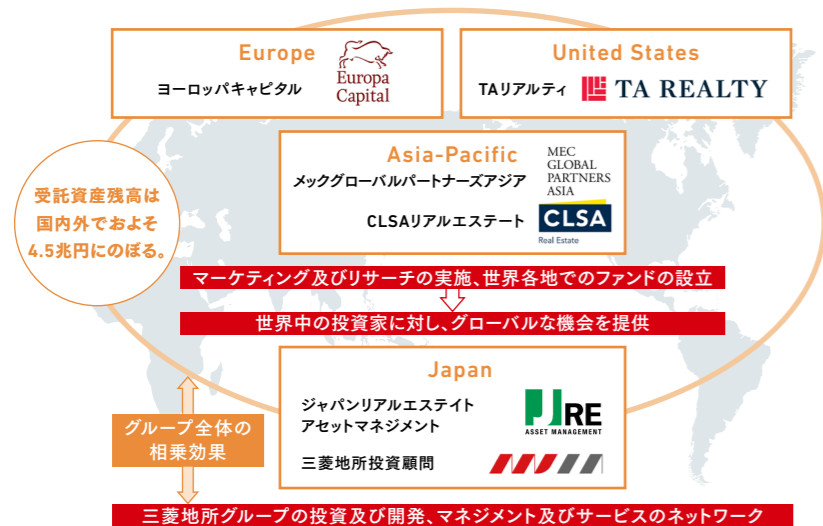 Europe
ヨーロッパキャピタル
Europa
Capital
United States
TAリアルティ
TA REALTY
Asia-Pacific
メックグローバルパートナーズアジア
MEC
GLOBAL
PARTNERS
ASIA
CLSAリアルエステート
CLSA
Real Estate
受託資産残高は
国内外でおよそ
4.5兆円にのぼる。
マーケティング及びリサーチの実施、世界各地でのファンドの設立
世界中の投資家に対し、グローバルな機会を提供
Japan
ジャパンリアルエステイト
アセットマネジメント
JRE
ASSET MANAGEMENT
三菱地所投資顧問
グループ全体の
相乗効果
三菱地所グループの投資及び開発、マネジメント及びサービスのネットワーク